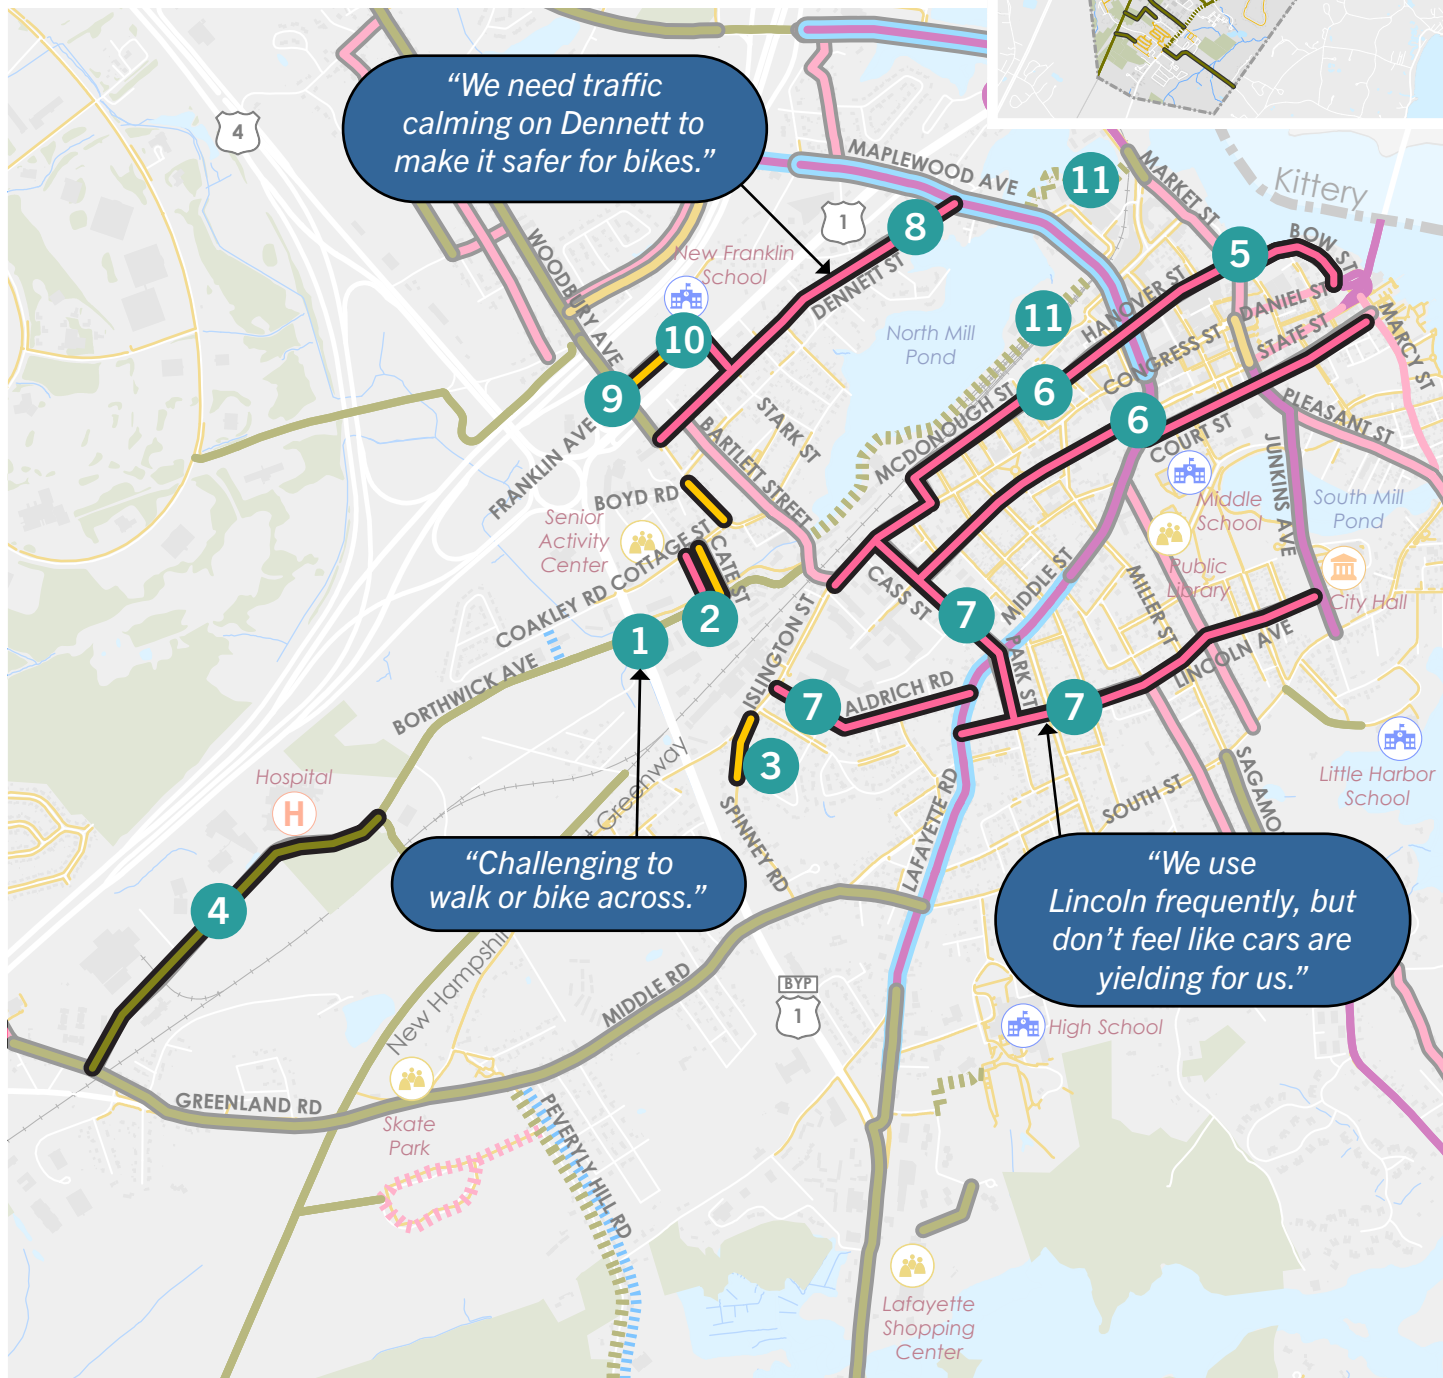 “We need traffic
calming on Dennett to
make it safer for bikes.”
4
MAPLEWOOD AVE
11
MARKET ST
Kittery
1
8
BOW ST
5
New Franklin
School
WOODBURY AVE
DENNETT ST
HANOVER ST
DANIEL ST
STATE ST
MARCY ST
11
North Mill
Pond
10
CONGRESS ST
9
6
MCDONOUGH ST
6
PLEASANT ST
STARK ST
BARTLETT STREET
FRANKLIN AVE
COURT ST
JUNKINS AVE
BOYD RD
Middle
School
South Mill
Pond
Senior
Activity
Center
COTTAGE ST
CATE ST
Public
Library
City Hall
COAKLEY RD
CASS ST
MIDDLE ST
MILLER ST
1
2
7
ISLINGTON ST
PARK ST
LINCOLN AVE
BORTHWICK AVE
7
ALDRICH RD
7
3
Little Harbor
School
Hospital
H
SOUTH ST
SAGAMO
SPINNEY RD
LAFAYETTE RD
“Challenging to
walk or bike across.”
“We use
Lincoln frequently, but
don’t feel like cars are
yielding for us.”
4
New Hampshir
t Greenway
MIDDLE RD
BYP
1
High School
GREENLAND RD
Skate
Park
PEVERYLY HILL RD
Lafayette
Shopping
Center